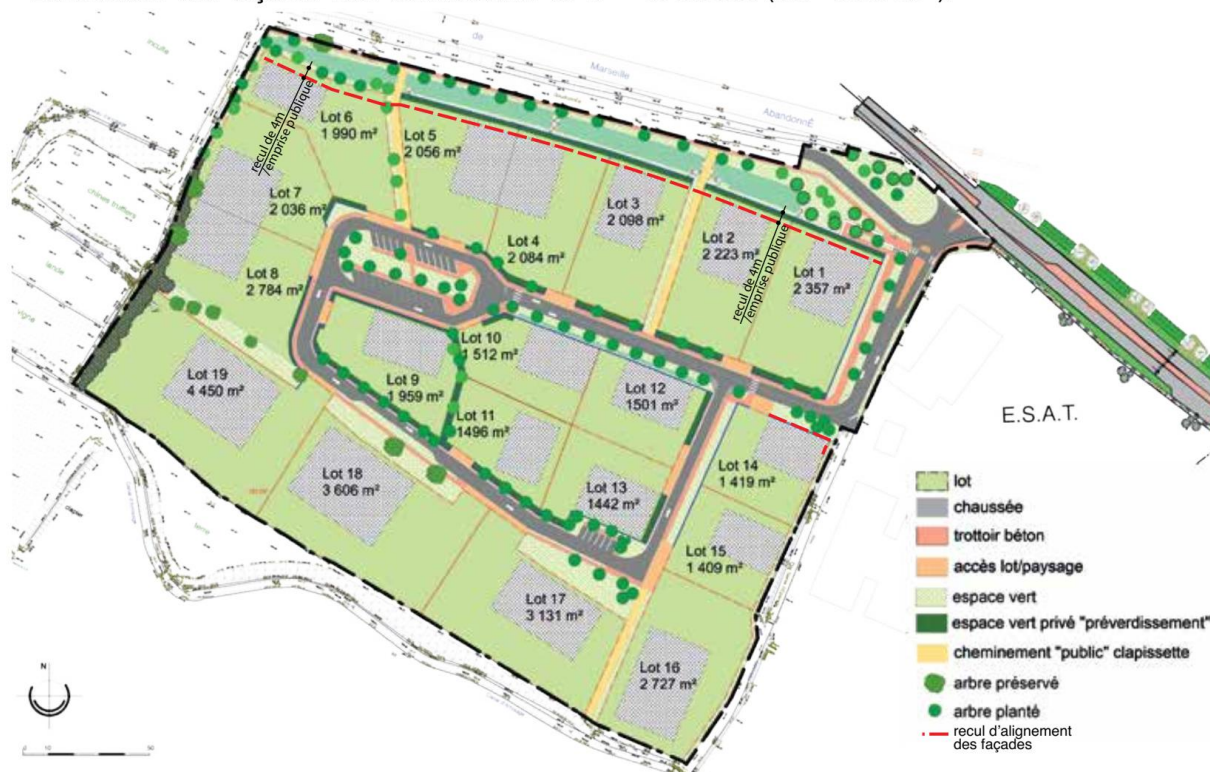 inculte
de
Marseille
Abandonné
recul de 4m
/emprise publique
Lot 6
1 990 m²
Lot 5
2 056 m²
Lot 7
2 036 m²
Lot 3
2 098 m²
Lot 4
2 084 m²
Lot 2
2 223 m²
recul de 4m
/emprise publique
Lot 1
2 357 m²
Lot 8
2 784 m²
Lot 10
1 512 m²
Lot 19
4 450 m²
Lot 9
1 959 m²
Lot 12
1501 m²
Lot 11
1496 m²
E.S.A.T.
Lot 14
1 419 m²
Lot 18
3 606 m²
Lot 13
1442 m²
Lot 15
1 409 m²
Lot 17
3 131 m²
Lot 16
2 727 m²
lande
vigne
N
10
50
lot
chaussée
trottoir béton
accès lot/paysage
espace vert
espace vert privé "préverdissement"
cheminement "public" clapissette
arbre préservé
arbre planté
recul d'alignement
des façades